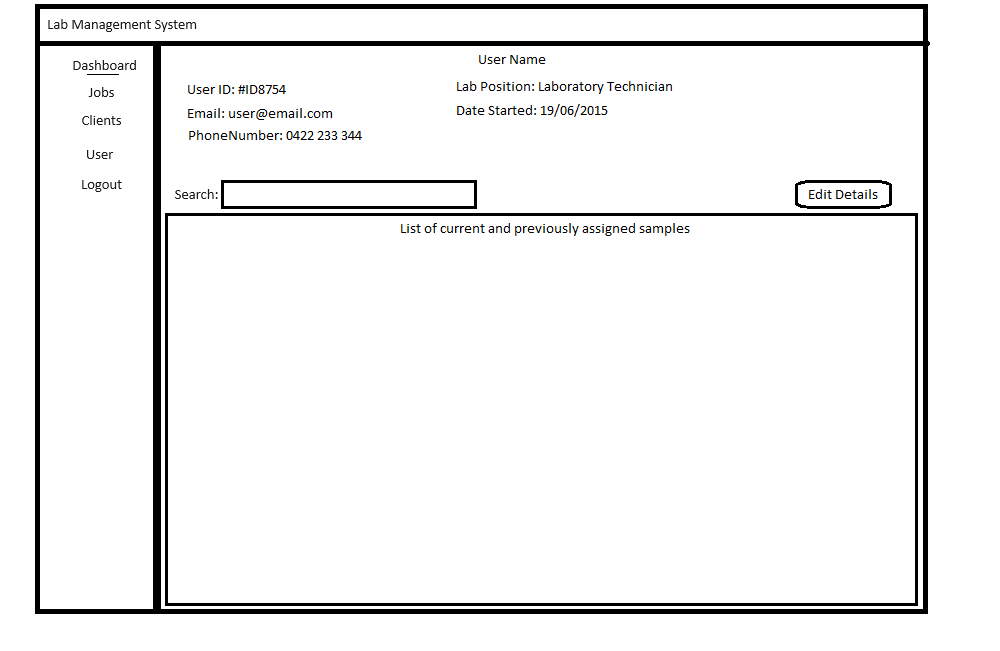 Lab Management System
Dashboard
Jobs
Clients
User
Logout
User Name
User ID: #ID8754
Email: user@email.com
PhoneNumber: 0422 233 344
Lab Position: Laboratory Technician
Date Started: 19/06/2015
Search:
Edit Details
List of current and previously assigned samples